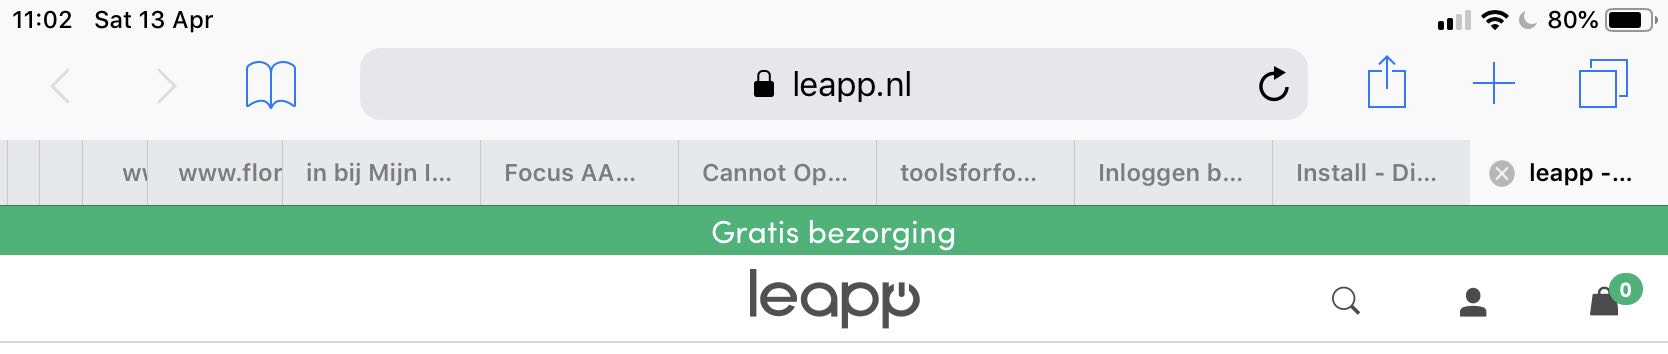 11:02 Sat 13 Apr 80%
leapp.nl
www.flor in bij Mijn I... Focus AA... Cannot Op... toolsforfo... Inloggen b... Install - Di... leapp -...
Gratis bezorging
leapp 0